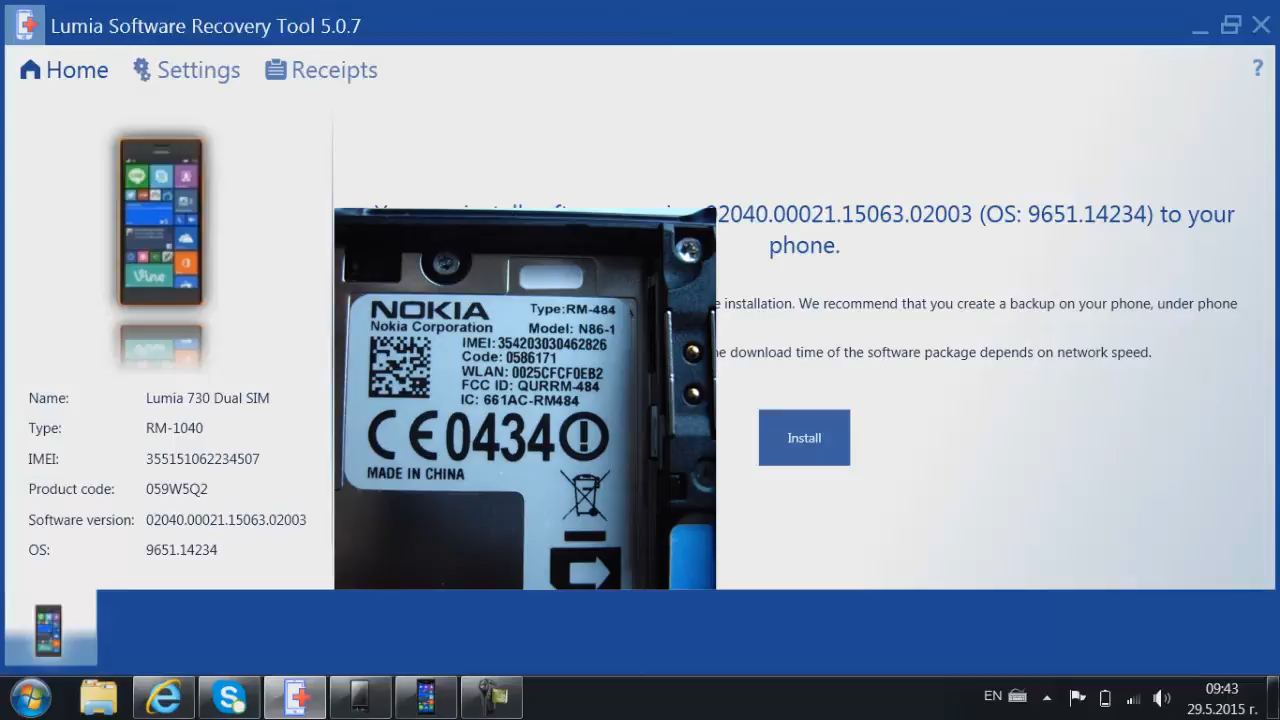 Lumia Software Recovery Tool 5.0.7
Home
Settings
Receipts
?
02040.00021.15063.02003 (OS: 9651.14234) to your
phone.
installation. We recommend that you create a backup on your phone, under phone
download time of the software package depends on network speed.
Install
Name: Lumia 730 Dual SIM
Type: RM-1040
IMEI: 355151062234507
Product code: 059W5Q2
Software version: 02040.00021.15063.02003
OS: 9651.14234
NOKIA
Nokia Corporation
Type:RM-484
Model: N86-1
IMEI: 354203030462826
Code: 0586171
WLAN: 0025CFCF0EB2
FCC ID: QURRM-484
IC: 661AC-RM484
CE0434
MADE IN CHINA
Vine
EN
09:43
29.5.2015 г.